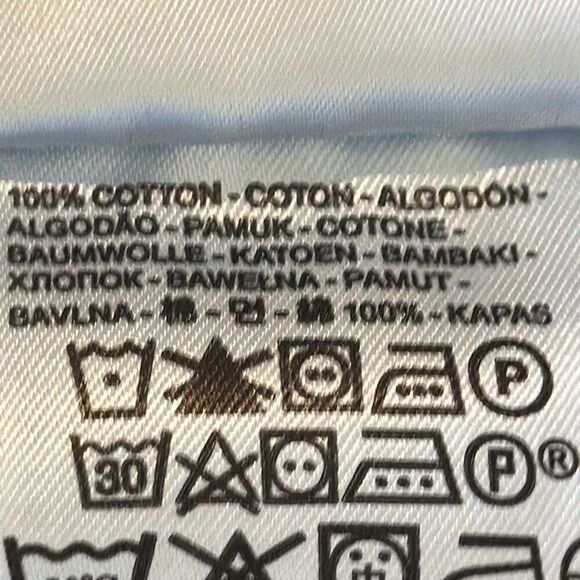 100% COTTON - COTON - ALGODÓN -
ALGODÃO - PAMUK - COTONE -
BAUMWOLLE - KATOEN - BAMBAKI -
ХЛОПОК - BAWEŁNA - PAMUT -
BAVLNA - 棉 - 면 - 綿 100% - KAPAS
P
30 P®